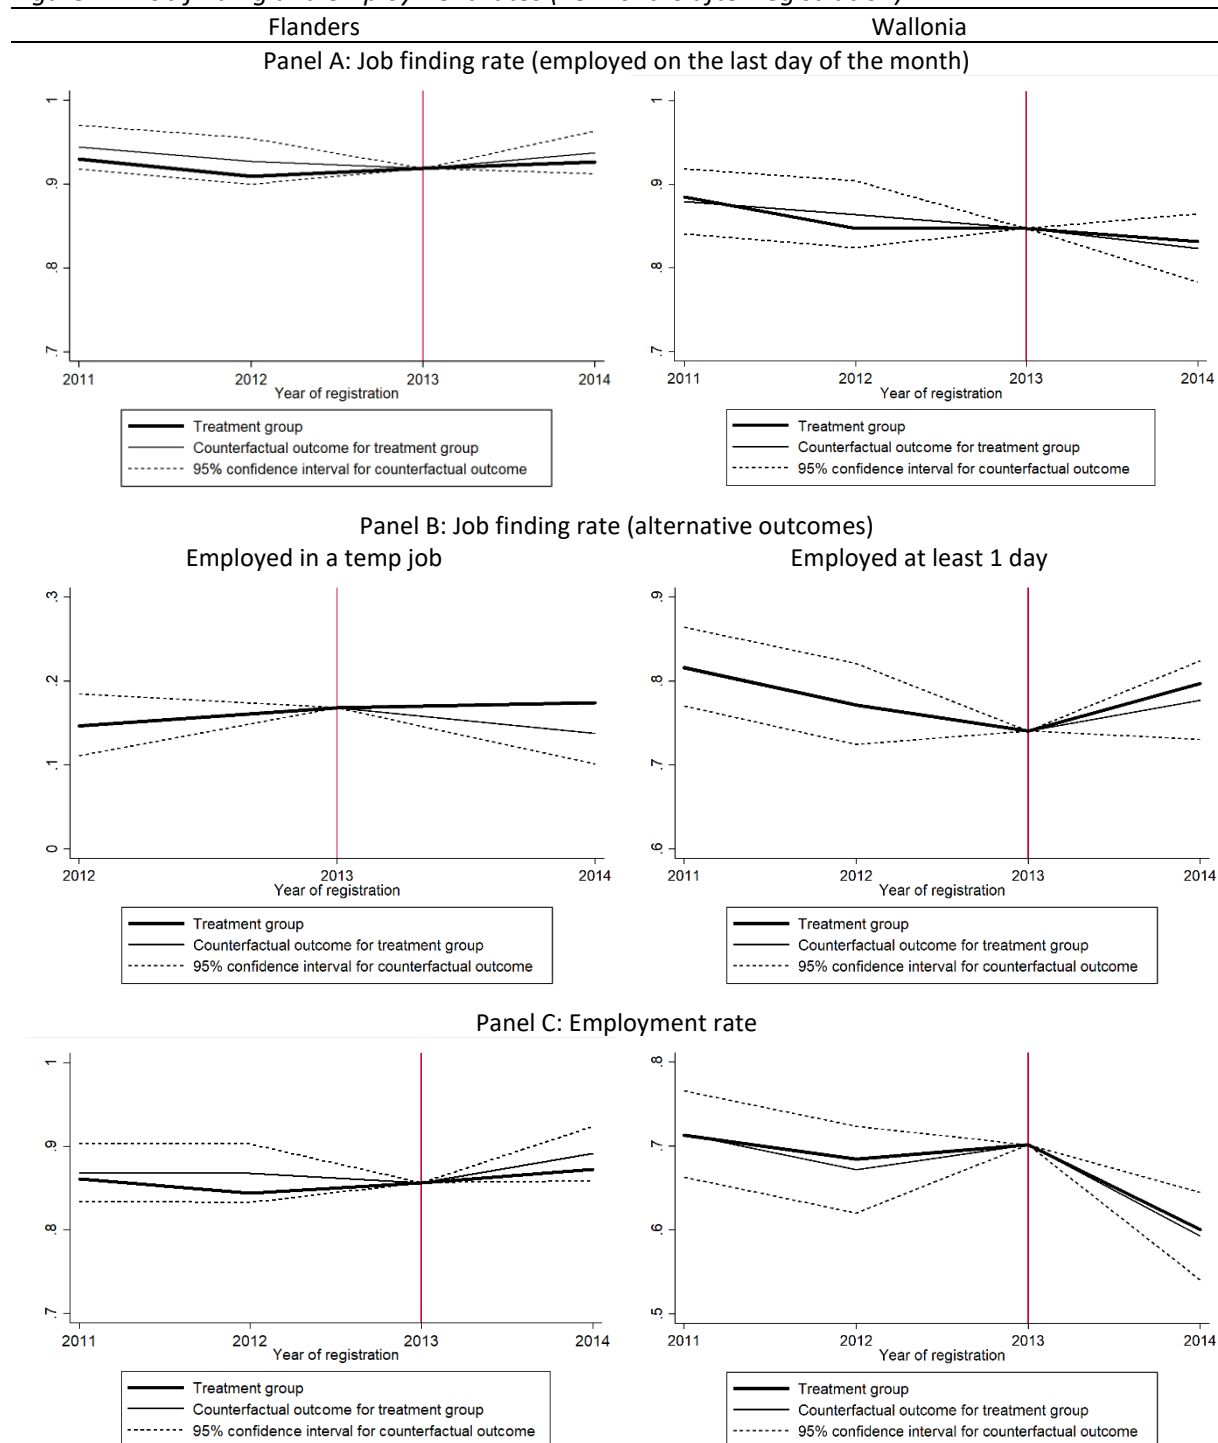 Flanders Wallonia
Panel A: Job finding rate (employed on the last day of the month)
1
.9
.8
.7
2011 2012 2013 2014
Year of registration
Treatment group
Counterfactual outcome for treatment group
95% confidence interval for counterfactual outcome
1
.9
.8
.7
2011 2012 2013 2014
Year of registration
Treatment group
Counterfactual outcome for treatment group
95% confidence interval for counterfactual outcome
Panel B: Job finding rate (alternative outcomes)
Employed in a temp job Employed at least 1 day
.3
.2
.1
0
2012 2013 2014
Year of registration
Treatment group
Counterfactual outcome for treatment group
95% confidence interval for counterfactual outcome
.9
.8
.7
.6
2011 2012 2013 2014
Year of registration
Treatment group
Counterfactual outcome for treatment group
95% confidence interval for counterfactual outcome
Panel C: Employment rate
1
.9
.8
.7
2011 2012 2013 2014
Year of registration
Treatment group
Counterfactual outcome for treatment group
95% confidence interval for counterfactual outcome
.8
.7
.6
.5
2011 2012 2013 2014
Year of registration
Treatment group
Counterfactual outcome for treatment group
95% confidence interval for counterfactual outcome